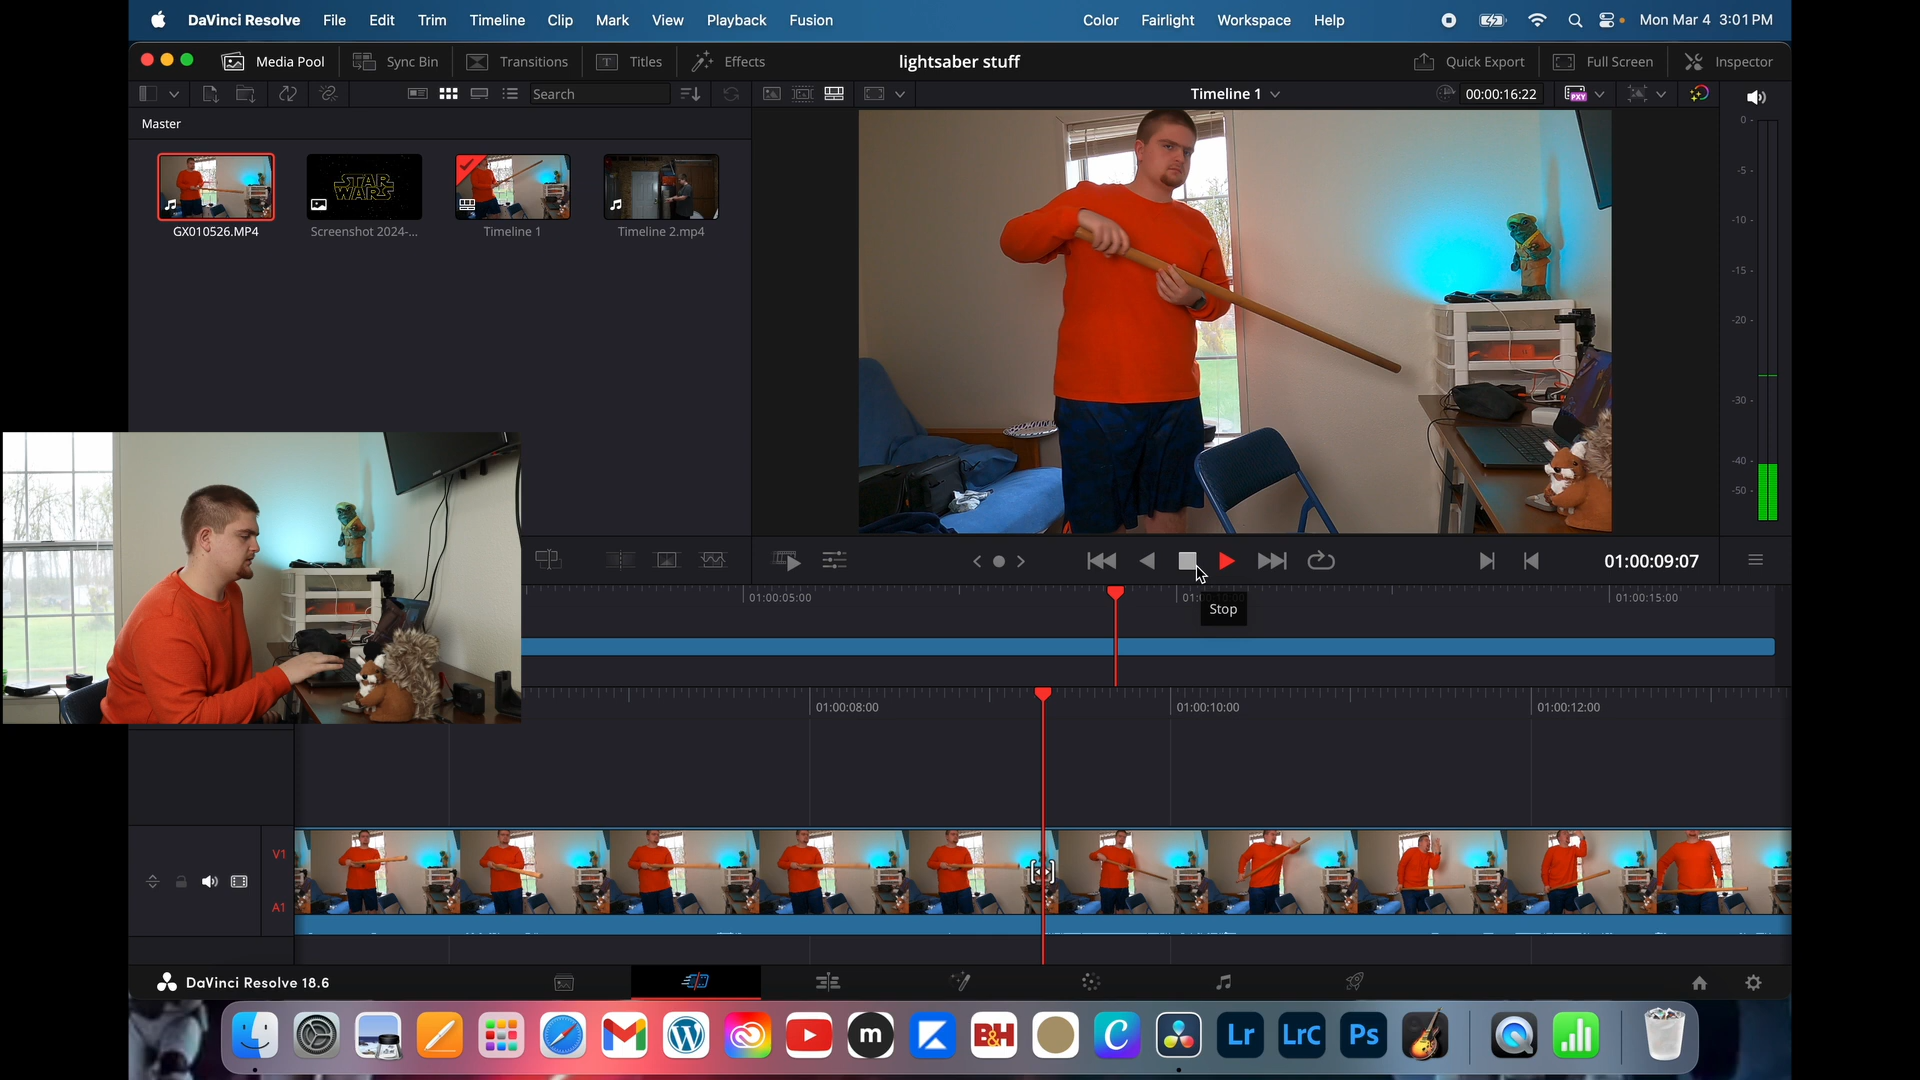 DaVinci Resolve File Edit Trim Timeline Clip Mark View Playback Fusion Color Fairlight Workspace Help Mon Mar 4 3:01 PM
Media Pool Sync Bin Transitions T Titles Effects lightsaber stuff Quick Export Full Screen Inspector
Search Timeline 1 00:00:16:22 PXY
Master
0 -
-5 -
-10 -
-15 -
-20 -
-30 -
-40 -
-50 -
STAR
WARS
GX010526.MP4 Screenshot 2024-... Timeline 1 Timeline 2.mp4
01:00:09:07
01:00:05:00 01:00:15:00
Stop
01:00:08:00 01:00:10:00 01:00:12:00
V1
A1
DaVinci Resolve 18.6
m B&H C Lr LrC Ps